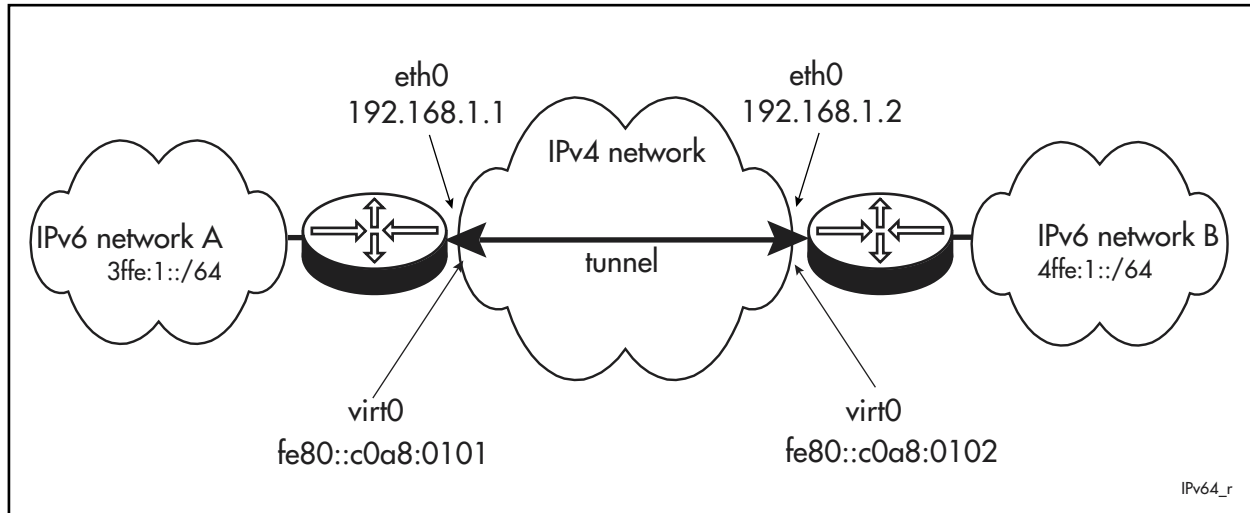 eth0
192.168.1.1
eth0
192.168.1.2
IPv4 network
IPv6 network A
3ffe:1::/64
tunnel
IPv6 network B
4ffe:1::/64
virt0
fe80::c0a8:0101
virt0
fe80::c0a8:0102
IPv64_r